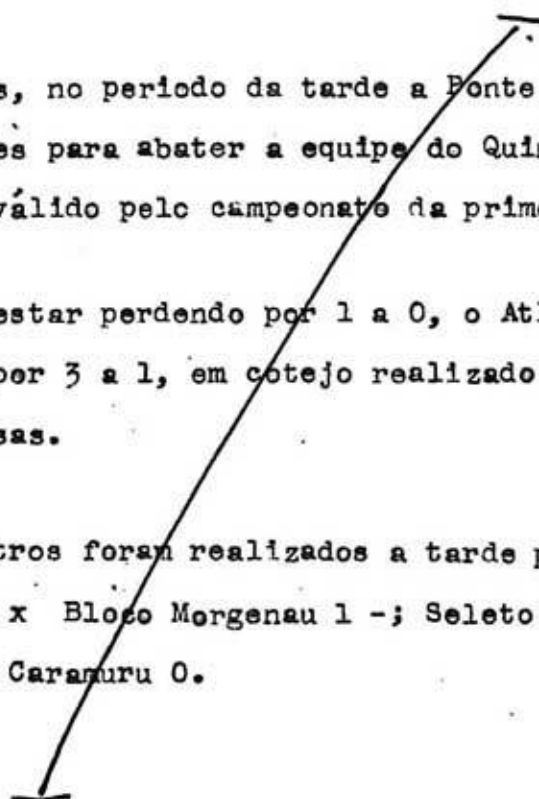 s, no periodo da tarde a Ponte
es para abater a equipe do Qui
válido pelo campeonato da prim
estar perdendo por 1 a 0, o Atl
por 3 a 1, em cotejo realizado
sas.
tros foram realizados a tarde p
x Bloco Morgenau 1 -; Seleto
Caramuru 0.